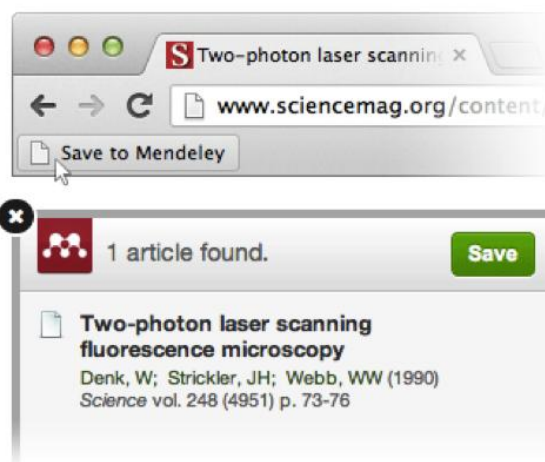 S Two-photon laser scanning
www.sciencemag.org/content/
Save to Mendeley
1 article found.
Save
Two-photon laser scanning
fluorescence microscopy
Denk, W; Strickler, JH; Webb, WW (1990)
Science vol. 248 (4951) p. 73-76